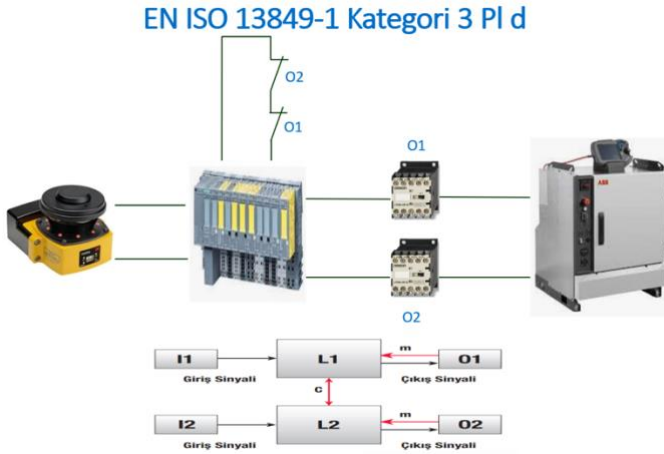 EN ISO 13849-1 Kategori 3 Pl d
O2
O1
O1
ABB
O2
I1
L1
m
O1
Giriş Sinyali
Çıkış Sinyali
c
I2
L2
m
O2
Giriş Sinyali
Çıkış Sinyali